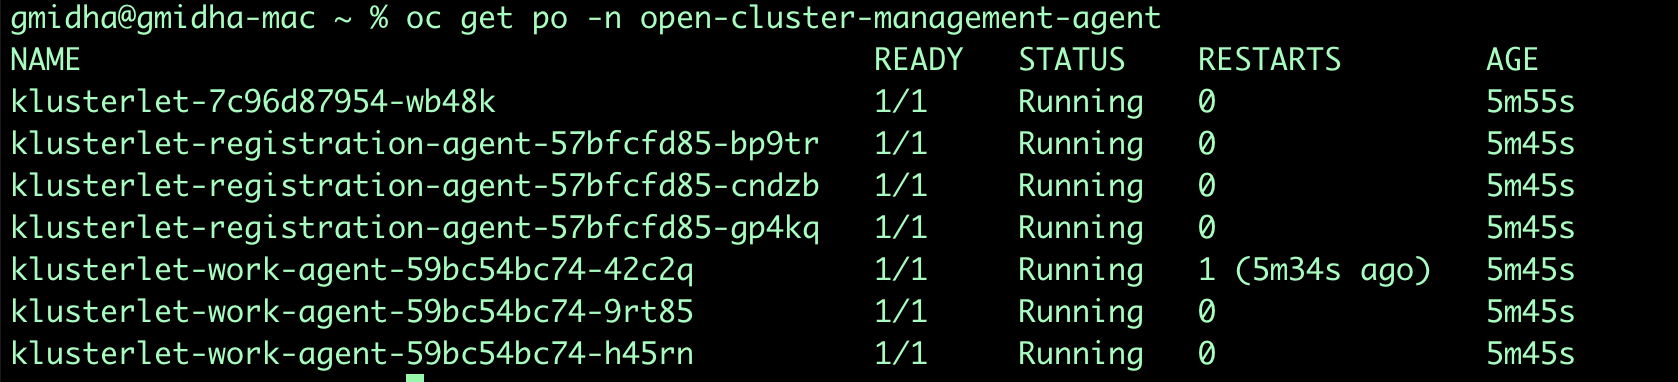 gmidha@gmidha-mac ~ % oc get po -n open-cluster-management-agent
NAME READY STATUS RESTARTS AGE
klusterlet-7c96d87954-wb48k 1/1 Running 0 5m55s
klusterlet-registration-agent-57bfcfd85-bp9tr 1/1 Running 0 5m45s
klusterlet-registration-agent-57bfcfd85-cndzb 1/1 Running 0 5m45s
klusterlet-registration-agent-57bfcfd85-gp4kq 1/1 Running 0 5m45s
klusterlet-work-agent-59bc54bc74-42c2q 1/1 Running 1 (5m34s ago) 5m45s
klusterlet-work-agent-59bc54bc74-9rt85 1/1 Running 0 5m45s
klusterlet-work-agent-59bc54bc74-h45rn 1/1 Running 0 5m45s